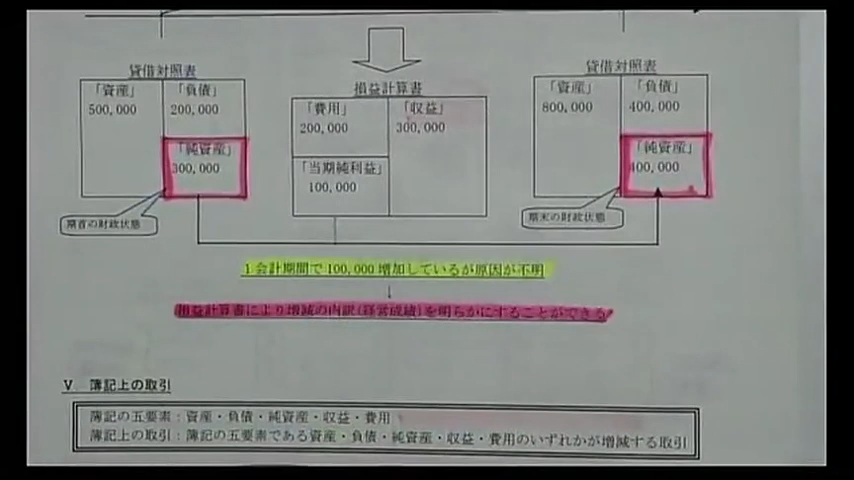 貸借対照表
「資産」 「負債」
500,000 200,000
「純資産」
300,000
期首の財政状態
損益計算書
「費用」 「収益」
200,000 300,000
「当期純利益」
100,000
貸借対照表
「資産」 「負債」
800,000 400,000
「純資産」
400,000
期末の財政状態
1会計期間で100,000増加しているが原因が不明
↓
損益計算書により増減の内訳(経営成績)を明らかにすることができる
Ⅴ 簿記上の取引
簿記の五要素:資産・負債・純資産・収益・費用
簿記上の取引:簿記の五要素である資産・負債・純資産・収益・費用のいずれかが増減する取引